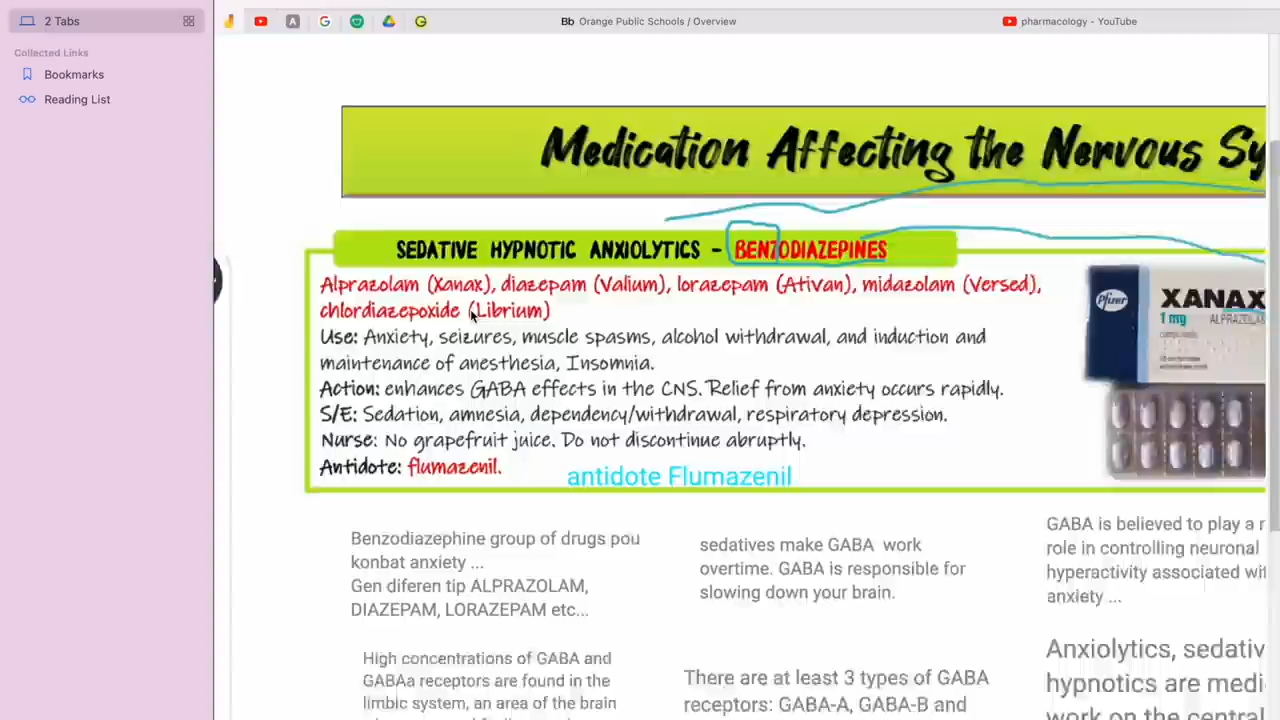 2 Tabs
Collected Links
Bookmarks
Reading List
Bb Orange Public Schools / Overview
pharmacology - YouTube
Medication Affecting the Nervous
SEDATIVE HYPNOTIC ANXIOLYTICS - BENZODIAZEPINES
Alprazolam (Xanax), diazepam (Valium), lorazepam (Ativan), midazolam (Versed),
chlordiazepoxide (Librium)
Use: Anxiety, seizures, muscle spasms, alcohol withdrawal, and induction and
maintenance of anesthesia, Insomnia.
Action: enhances GABA effects in the CNS. Relief from anxiety occurs rapidly.
S/E: Sedation, amnesia, dependency/withdrawal, respiratory depression.
Nurse: No grapefruit juice. Do not discontinue abruptly.
Antidote: flumazenil.
antidote Flumazenil
Pfizer
XANAX
1 mg
Benzodiazephine group of drugs pou
konbat anxiety ...
Gen diferen tip ALPRAZOLAM,
DIAZEPAM, LORAZEPAM etc...
sedatives make GABA work
overtime. GABA is responsible for
slowing down your brain.
GABA is believed to play a
role in controlling neuronal
hyperactivity associated
anxiety ...
High concentrations of GABA and
GABAa receptors are found in the
limbic system, an area of the brain
There are at least 3 types of GABA
receptors: GABA-A, GABA-B and
Anxiolytics,
hypnotics are
work on the central